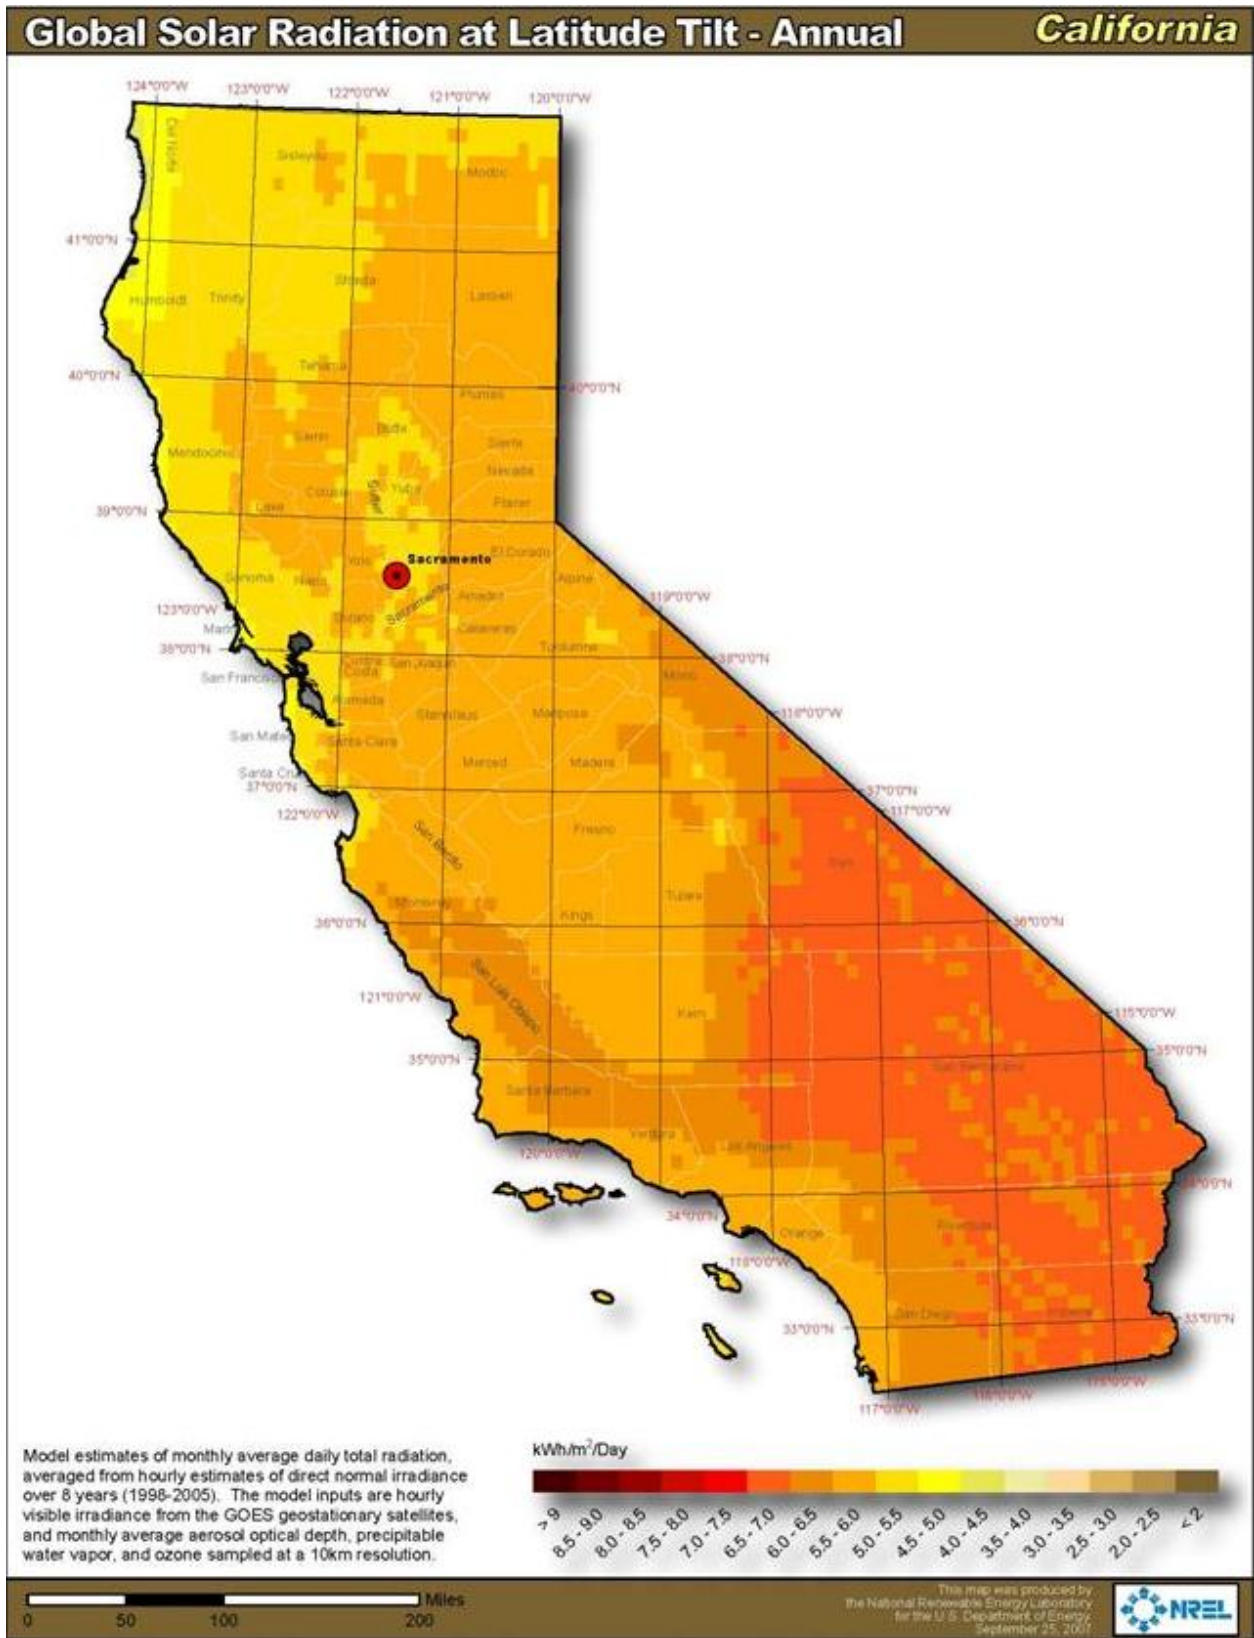 Global Solar Radiation at Latitude Tilt - Annual
California
124°0'0"W
123°0'0"W
122°0'0"W
121°0'0"W
120°0'0"W
Del Norte
Siskiyou
Modoc
41°0'0"N
Shasta
Lassen
Humboldt
Trinity
Tehama
40°0'0"N
40°0'0"N
Plumas
Butte
Glenn
Sierra
Mendocino
Nevada
Colusa
Sutter
Yuba
Placer
Lake
39°0'0"N
El Dorado
Sacramento
Yolo
Sonoma
Napa
Alpine
Sacramento
Amador
119°0'0"W
123°0'0"W
Solano
Marin
Calaveras
Tuolumne
38°0'0"N
38°0'0"N
Contra
Costa
San Joaquin
San Francisco
Mono
Alameda
Stanislaus
Mariposa
118°0'0"W
San Mateo
Santa Clara
Merced
Madera
Santa Cruz
37°0'0"N
37°0'0"N
122°0'0"W
117°0'0"W
San Benito
Fresno
Inyo
Monterey
Tulare
Kings
36°0'0"N
36°0'0"N
San Luis Obispo
121°0'0"W
Kern
115°0'0"W
35°0'0"N
35°0'0"N
San Bernardino
Santa Barbara
Ventura
Los Angeles
120°0'0"W
34°0'0"N
34°0'0"N
Orange
Riverside
119°0'0"W
San Diego
Imperial
33°0'0"N
33°0'0"N
117°0'0"W
116°0'0"W
115°0'0"W
Model estimates of monthly average daily total radiation,
averaged from hourly estimates of direct normal irradiance
over 8 years (1998-2005). The model inputs are hourly
visible irradiance from the GOES geostationary satellites,
and monthly average aerosol optical depth, precipitable
water vapor, and ozone sampled at a 10km resolution.
kWh/m²/Day
> 9
8.5 - 9.0
8.0 - 8.5
7.5 - 8.0
7.0 - 7.5
6.5 - 7.0
6.0 - 6.5
5.5 - 6.0
5.0 - 5.5
4.5 - 5.0
4.0 - 4.5
3.5 - 4.0
3.0 - 3.5
2.5 - 3.0
2.0 - 2.5
< 2
Miles
0
50
100
200
This map was produced by
the National Renewable Energy Laboratory
for the U.S. Department of Energy.
September 25, 2007
NREL